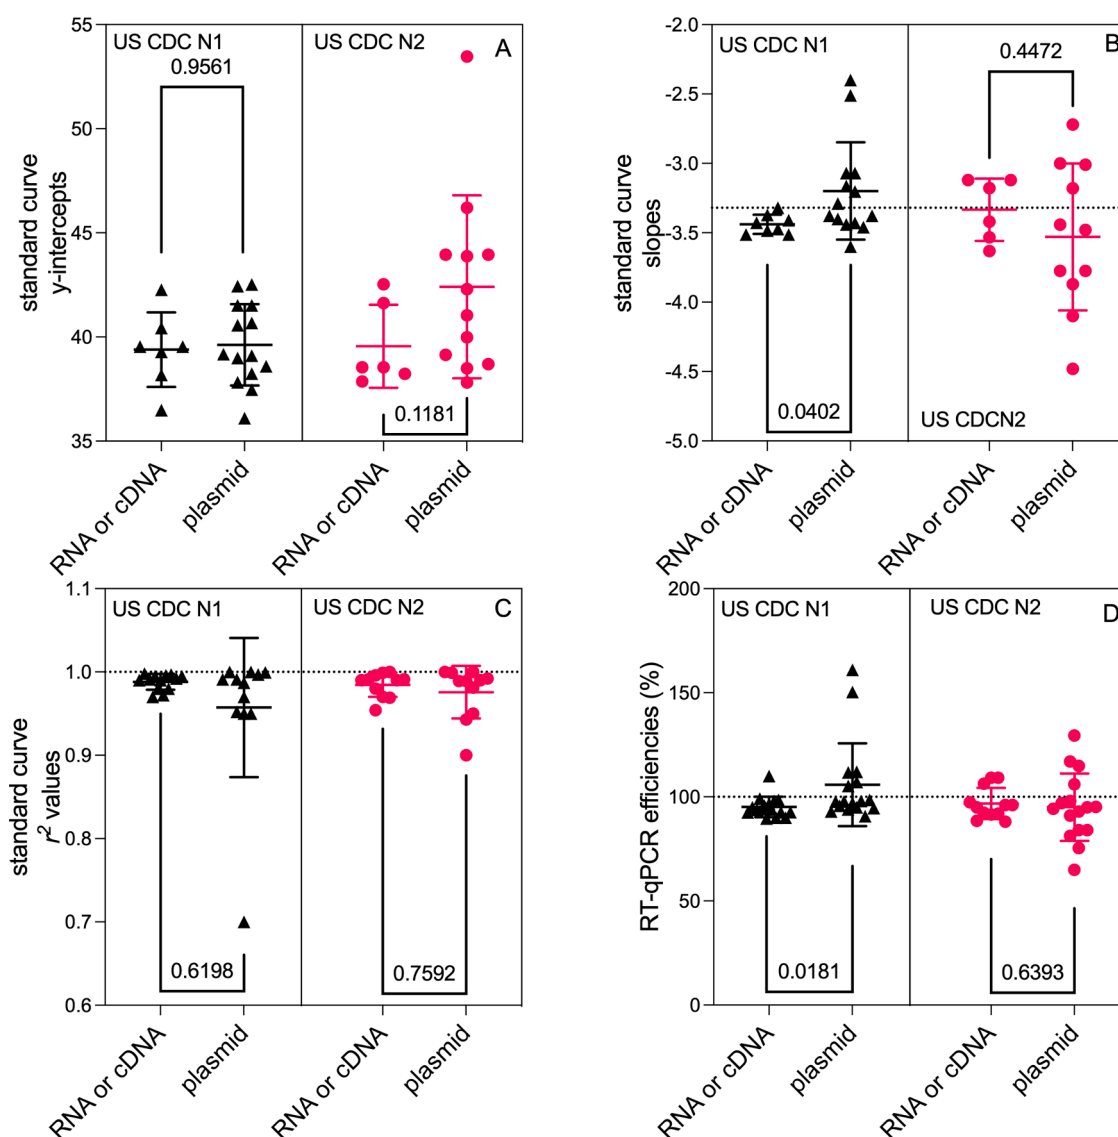 A
US CDC N1
US CDC N2
0.9561
0.1181
standard curve
y-intercepts
55
50
45
40
35
RNA or cDNA
plasmid
RNA or cDNA
plasmid
B
US CDC N1
0.4472
0.0402
US CDCN2
standard curve
slopes
-2.0
-2.5
-3.0
-3.5
-4.0
-4.5
-5.0
RNA or cDNA
plasmid
RNA or cDNA
plasmid
C
US CDC N1
US CDC N2
0.6198
0.7592
standard curve
r² values
1.1
1.0
0.9
0.8
0.7
0.6
RNA or cDNA
plasmid
RNA or cDNA
plasmid
D
US CDC N1
US CDC N2
0.0181
0.6393
RT-qPCR efficiencies (%)
200
150
100
50
0
RNA or cDNA
plasmid
RNA or cDNA
plasmid